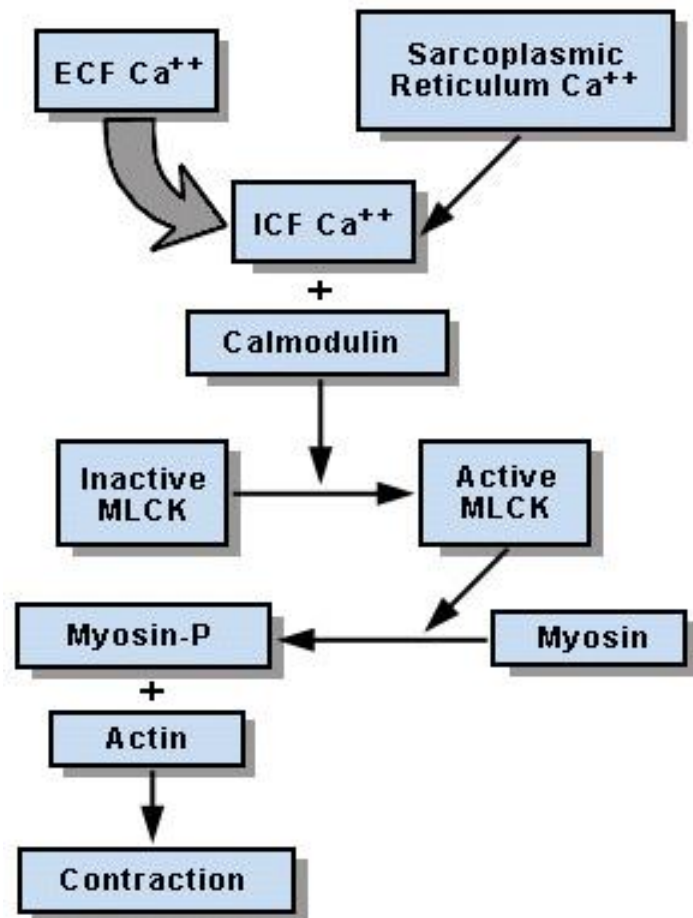 ECF Ca++
Sarcoplasmic
Reticulum Ca++
ICF Ca++
+
Calmodulin
Inactive
MLCK
Active
MLCK
Myosin-P
Myosin
+
Actin
Contraction